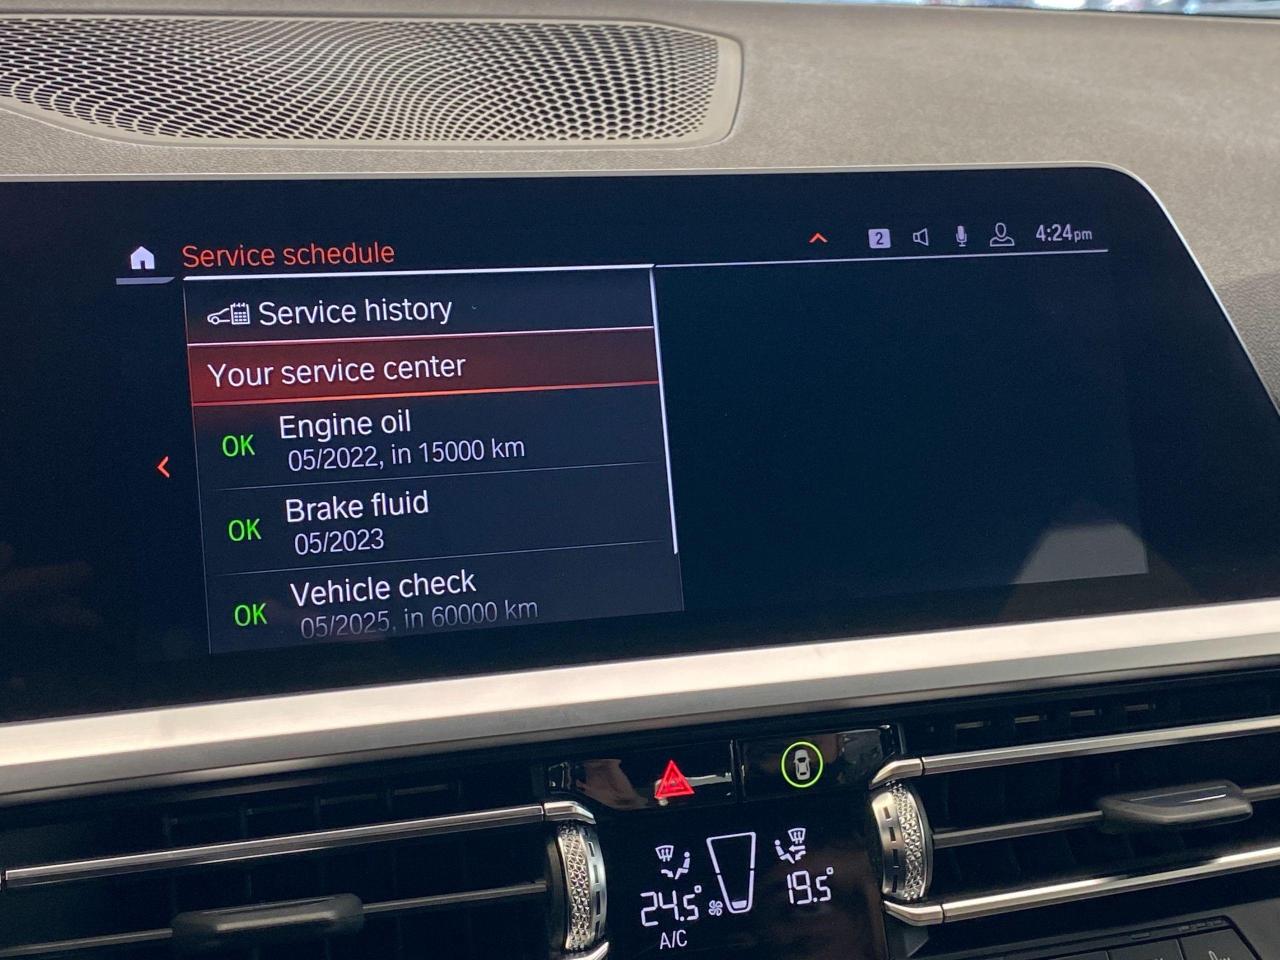 Service schedule
2
4:24pm
Service history
Your service center
OK
Engine oil
05/2022, in 15000 km
OK
Brake fluid
05/2023
OK
Vehicle check
05/2025, in 60000 km
24.5°
19.5°
A/C